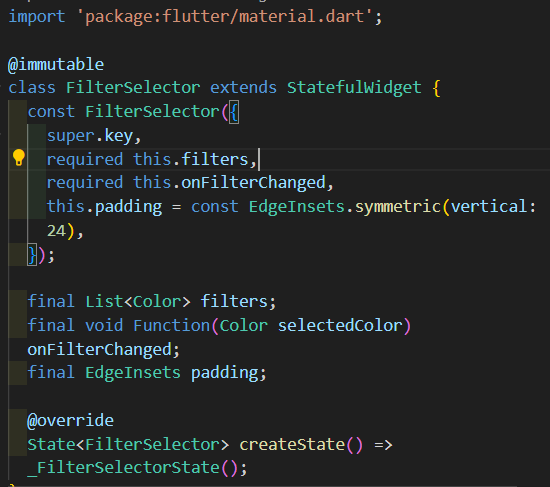 import 'package:flutter/material.dart';
@immutable
class FilterSelector extends StatefulWidget {
const FilterSelector({
super.key,
required this.filters,
required this.onFilterChanged,
this.padding = const EdgeInsets.symmetric(vertical:
24),
});
final List<Color> filters;
final void Function(Color selectedColor)
onFilterChanged;
final EdgeInsets padding;
@override
State<FilterSelector> createState() =>
_FilterSelectorState();